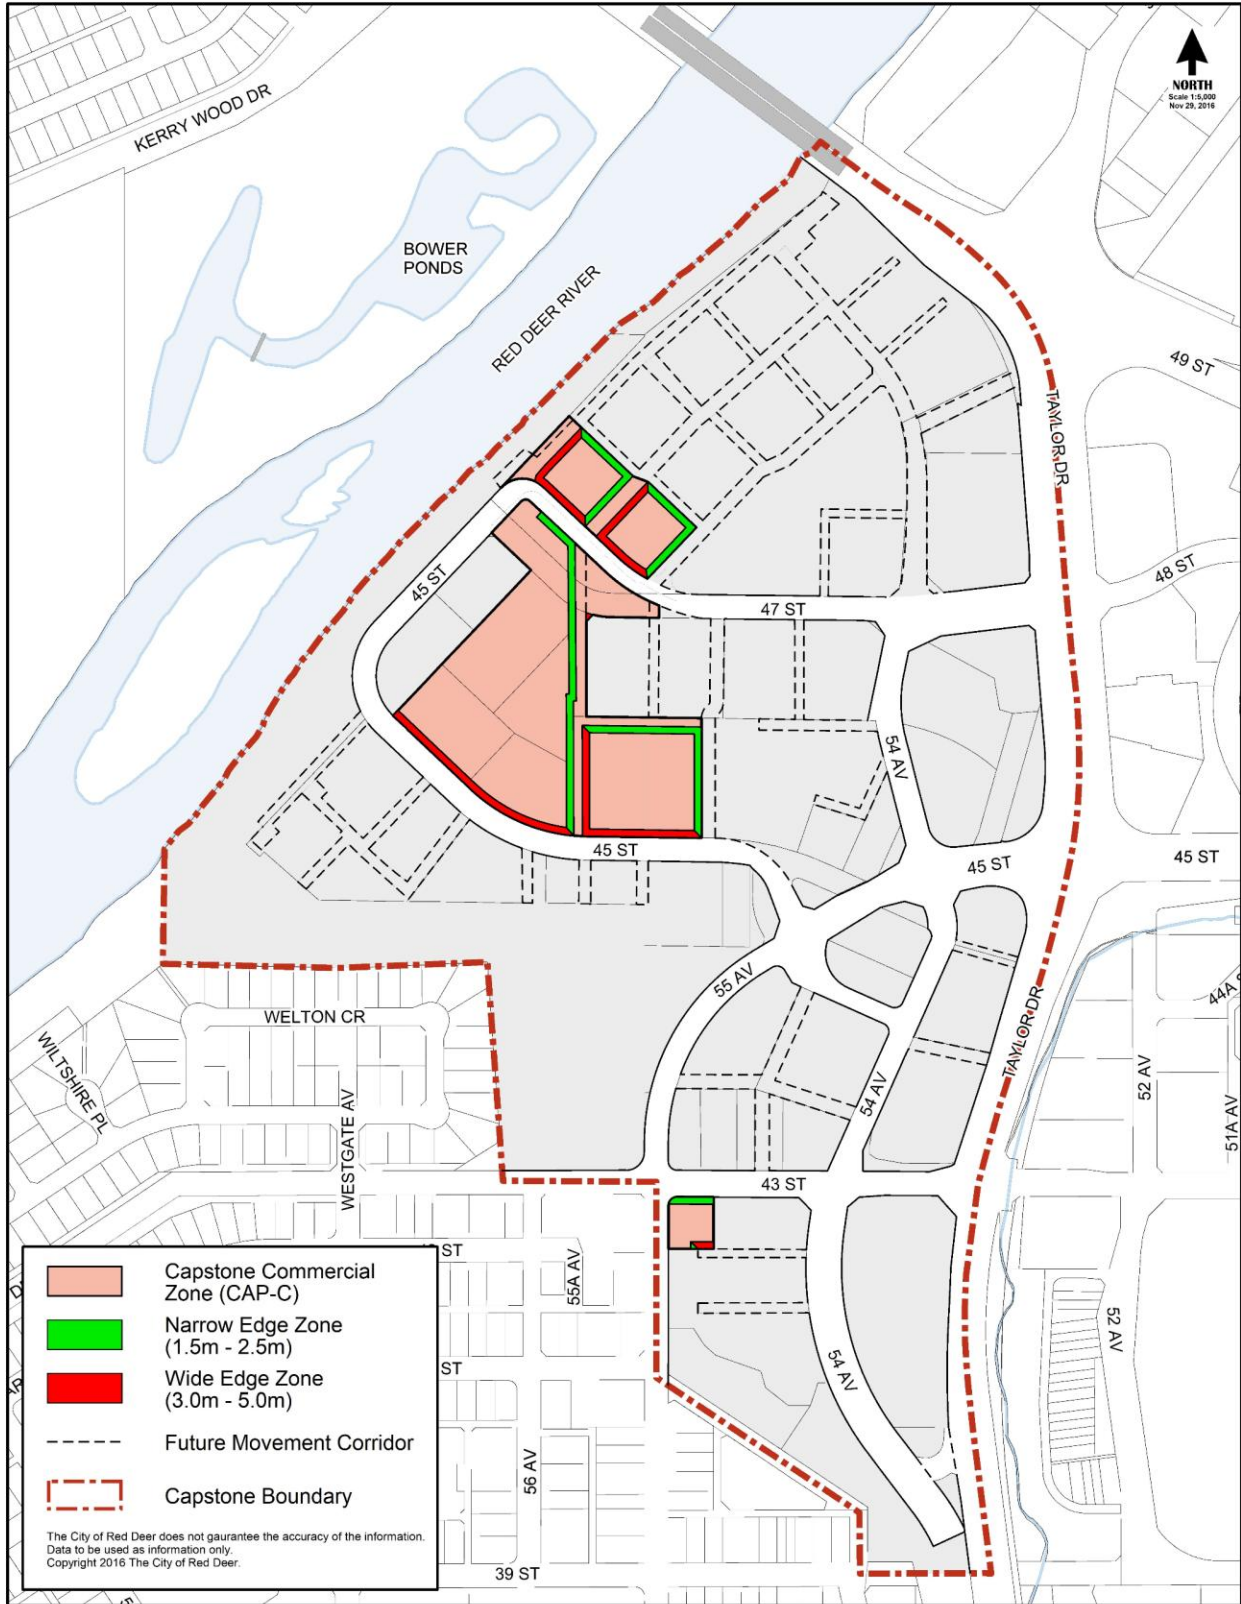 NORTH
Scale 1:5,000
Nov 29, 2016
KERRY WOOD DR
BOWER
PONDS
RED DEER RIVER
49 ST
TAYLOR DR
48 ST
45 ST
47 ST
54 AV
45 ST
45 ST
45 ST
55 AV
44A
WELTON CR
WILTSHIRE PL
WESTGATE AV
TAYLOR DR
54 AV
52 AV
51A AV
43 ST
ST
55A AV
52 AV
ST
54 AV
56 AV
39 ST
Capstone Commercial
Zone (CAP-C)
Narrow Edge Zone
(1.5m - 2.5m)
Wide Edge Zone
(3.0m - 5.0m)
Future Movement Corridor
Capstone Boundary
The City of Red Deer does not gaurantee the accuracy of the information.
Data to be used as information only.
Copyright 2016 The City of Red Deer.